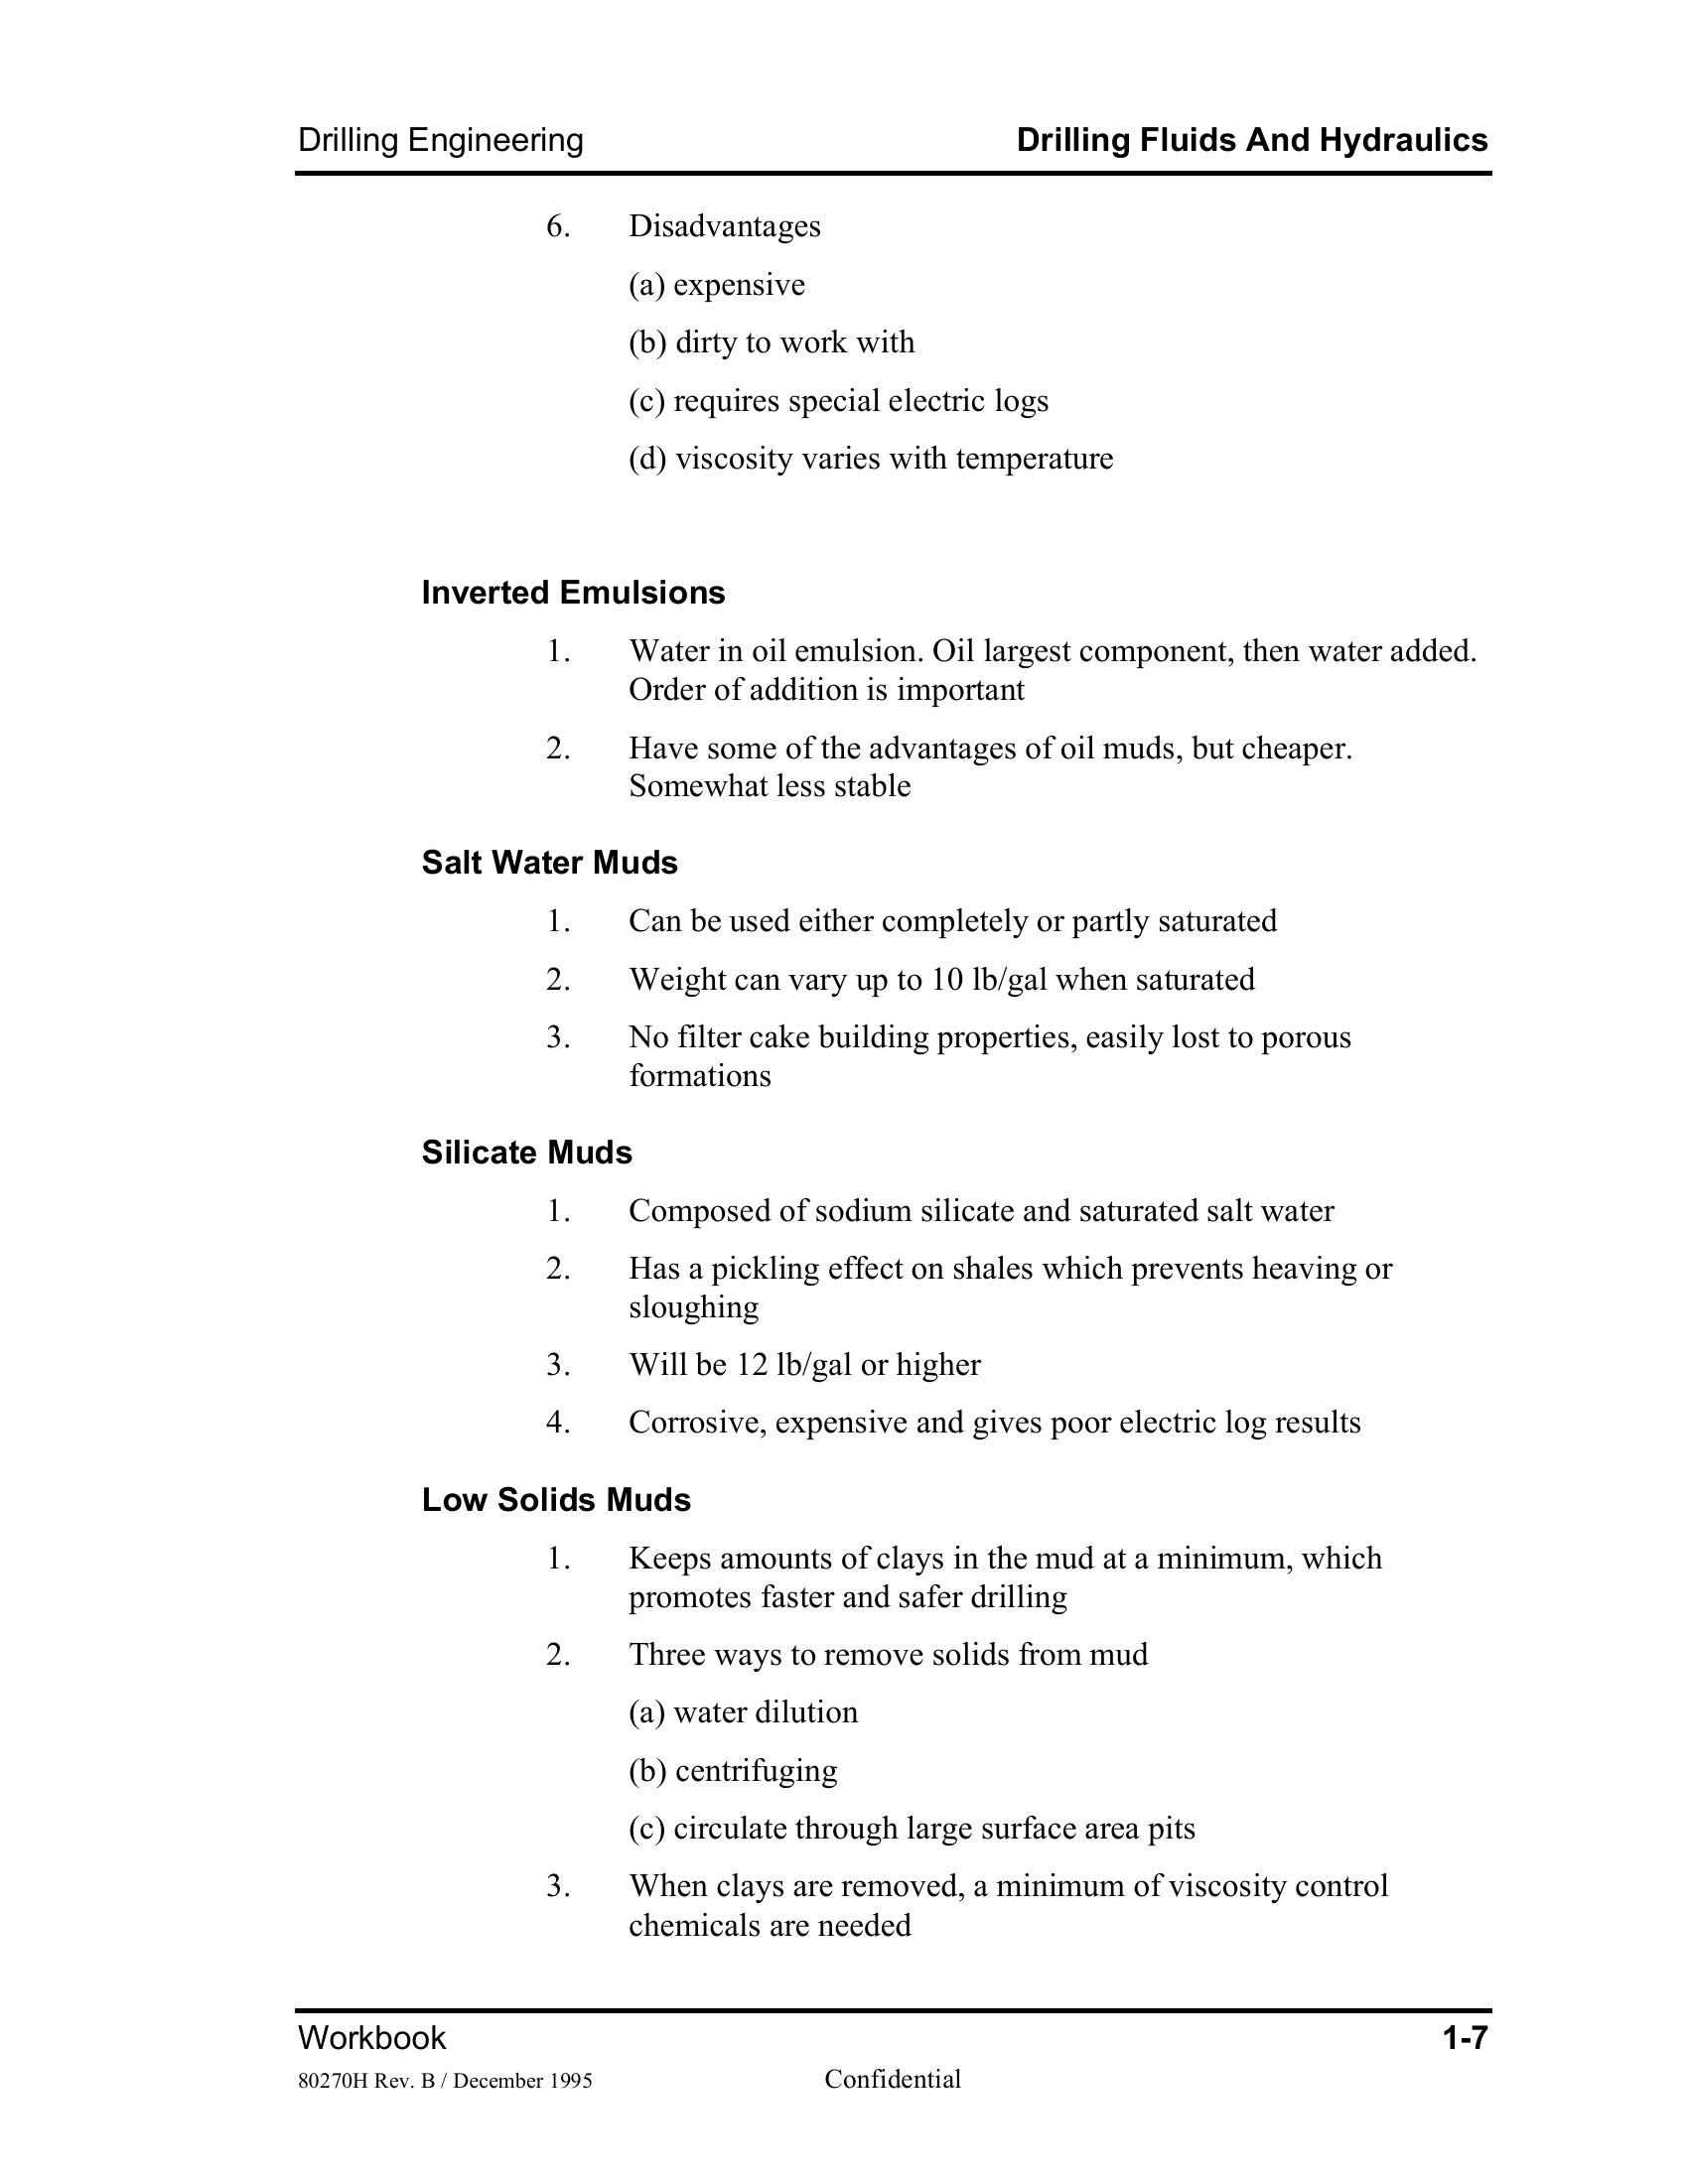 Drilling Engineering Drilling Fluids And Hydraulics
6. Disadvantages
(a) expensive
(b) dirty to work with
(c) requires special electric logs
(d) viscosity varies with temperature
Inverted Emulsions
1. Water in oil emulsion. Oil largest component, then water added.
Order of addition is important
2. Have some of the advantages of oil muds, but cheaper.
Somewhat less stable
Salt Water Muds
1. Can be used either completely or partly saturated
2. Weight can vary up to 10 lb/gal when saturated
3. No filter cake building properties, easily lost to porous
formations
Silicate Muds
1. Composed of sodium silicate and saturated salt water
2. Has a pickling effect on shales which prevents heaving or
sloughing
3. Will be 12 lb/gal or higher
4. Corrosive, expensive and gives poor electric log results
Low Solids Muds
1. Keeps amounts of clays in the mud at a minimum, which
promotes faster and safer drilling
2. Three ways to remove solids from mud
(a) water dilution
(b) centrifuging
(c) circulate through large surface area pits
3. When clays are removed, a minimum of viscosity control
chemicals are needed
Workbook 1-7
80270H Rev. B / December 1995 Confidential